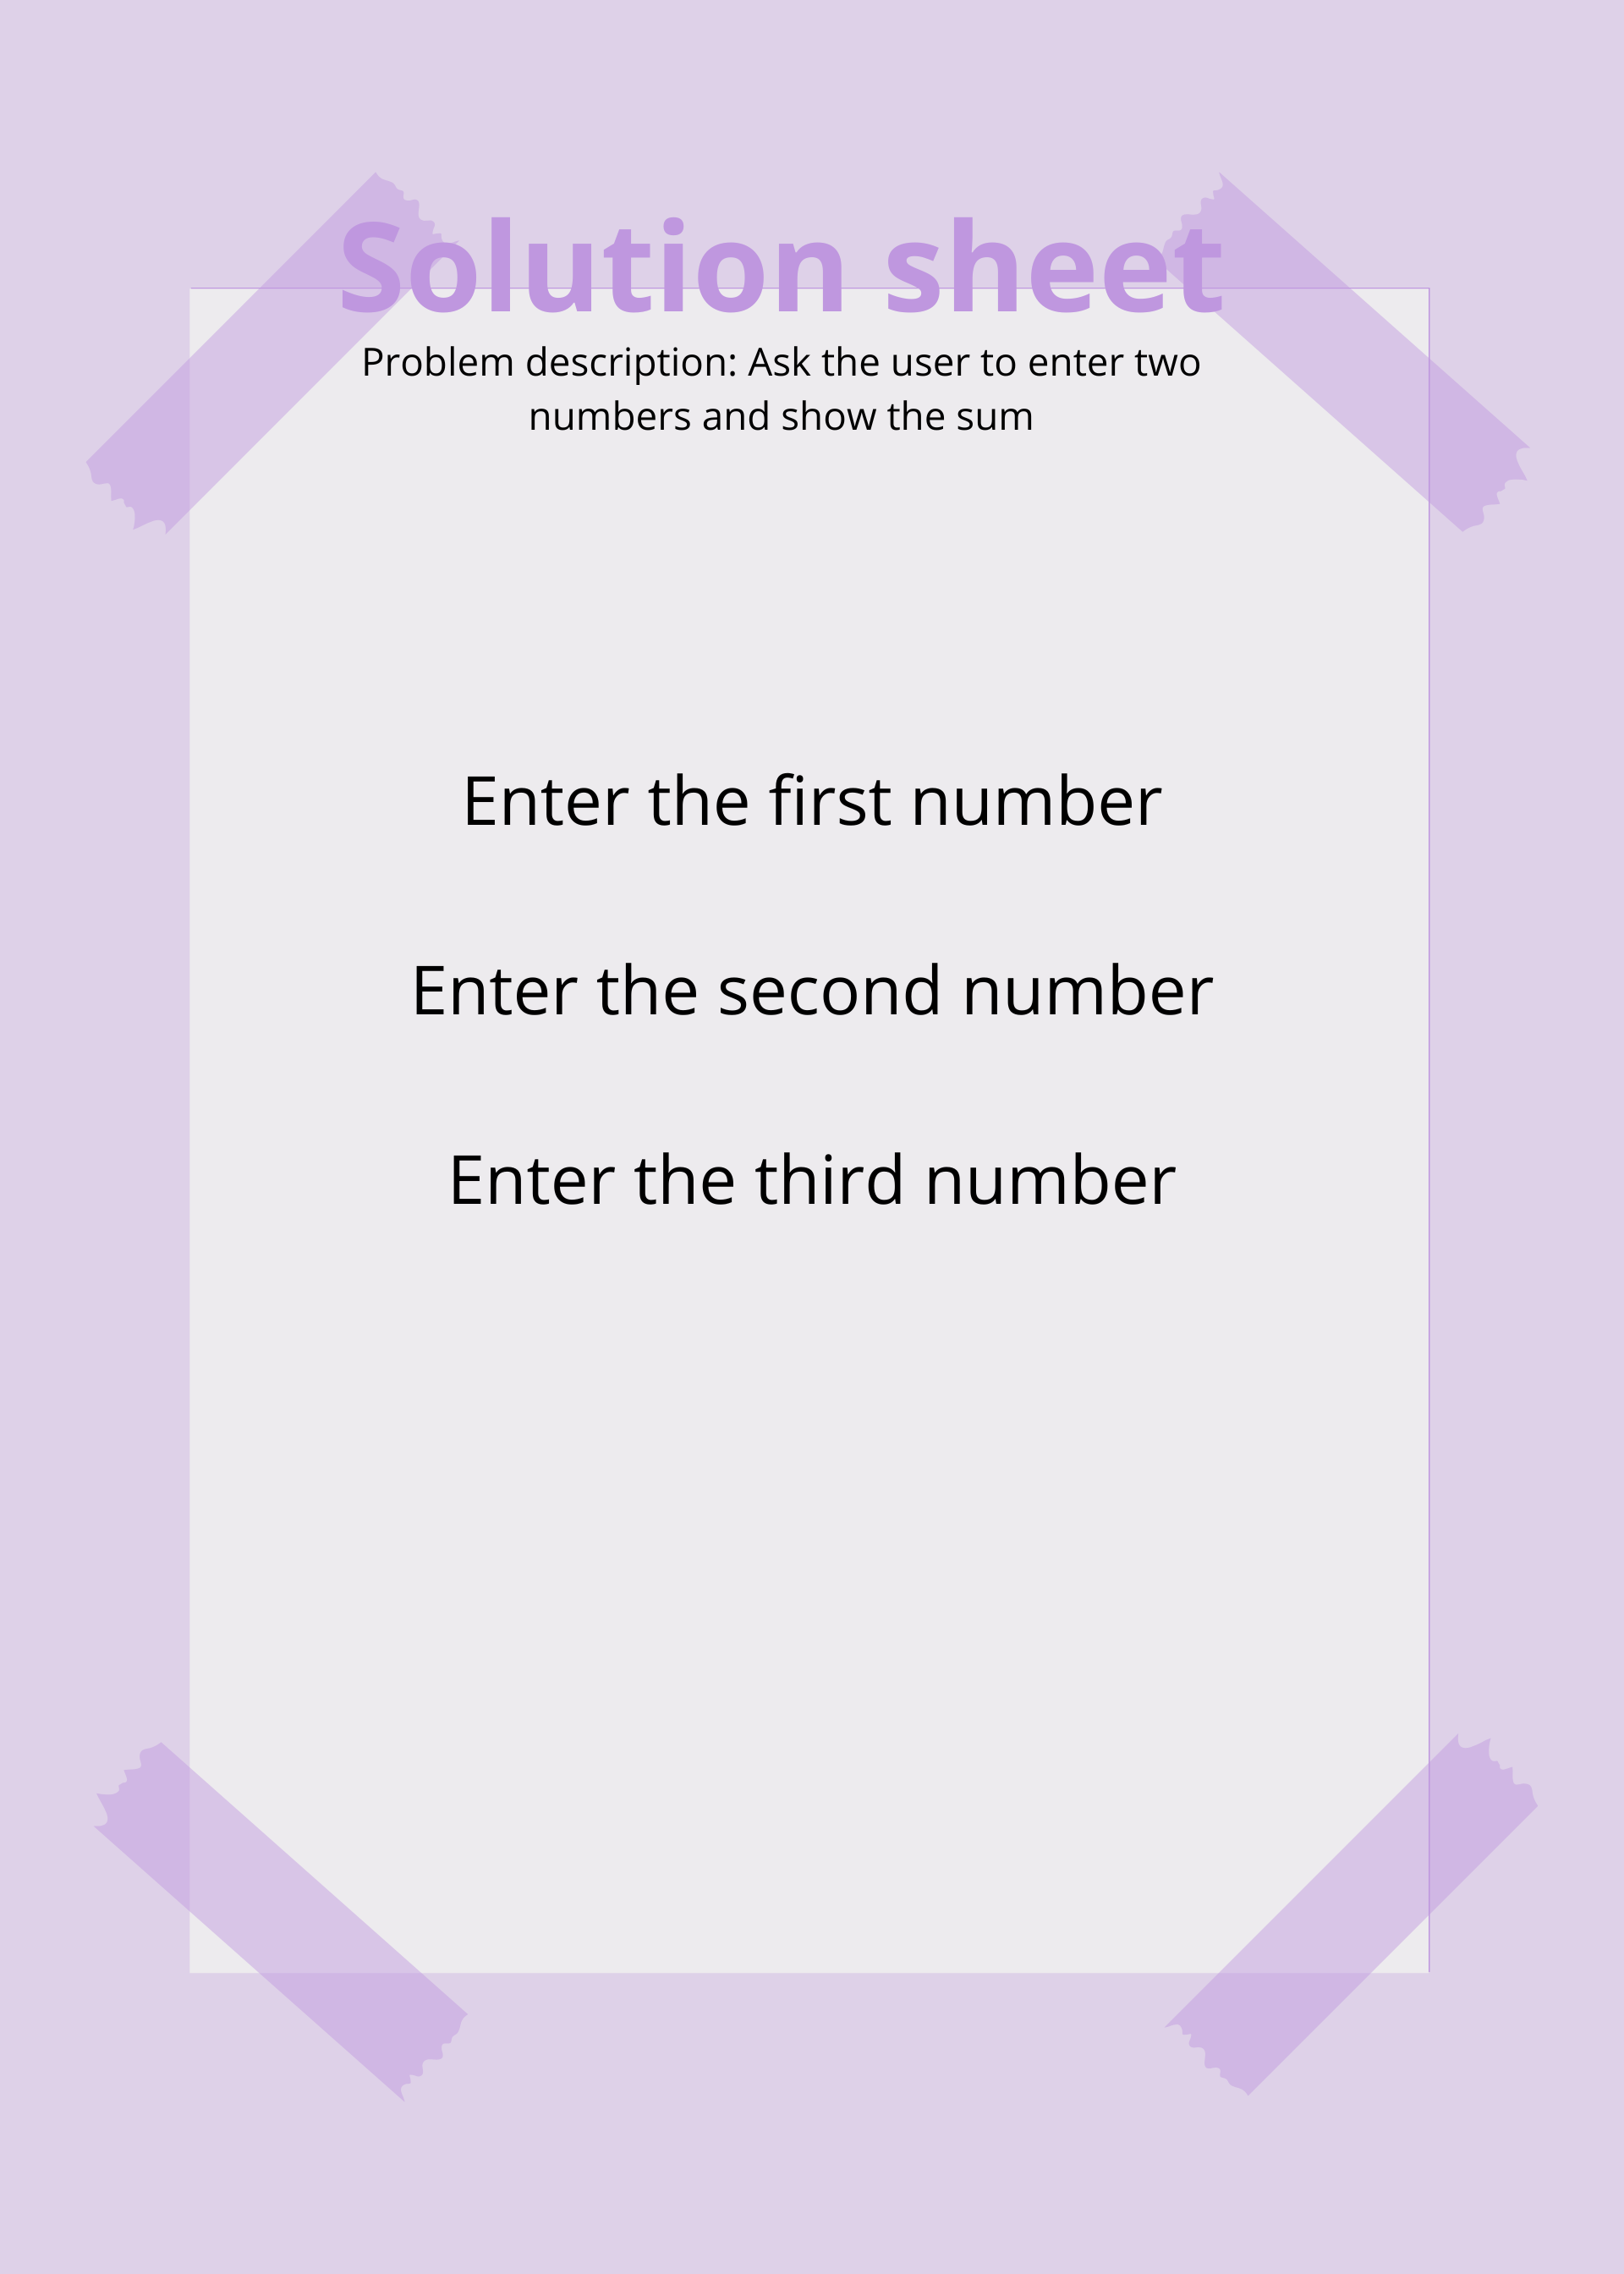 Solution sheet
Problem description: Ask the user to enter two
numbers and show the sum
Enter the first number
Enter the second number
Enter the third number